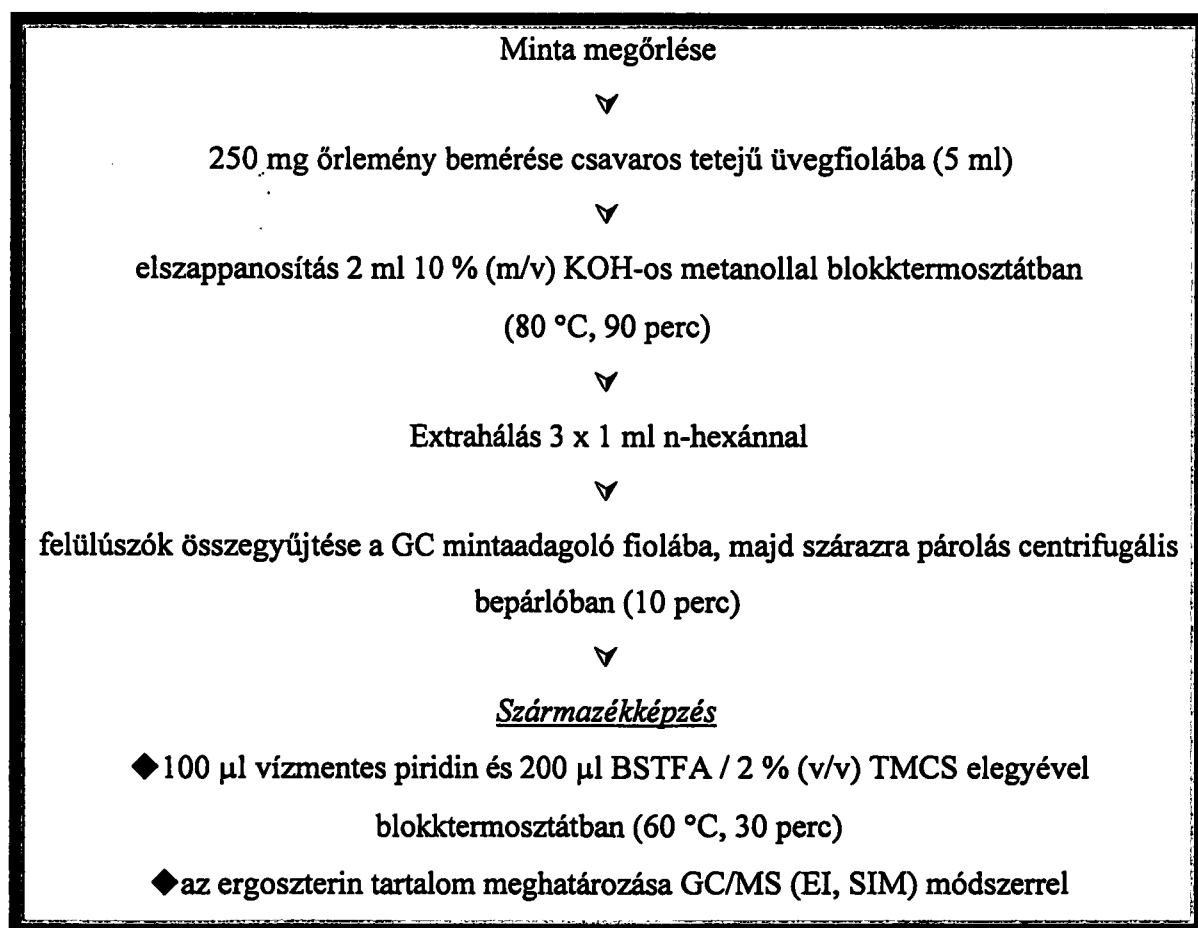 Minta megőrlése
250 mg őrlemény bemérése csavaros tetejű üvegfiolába (5 ml)
elszappanosítás 2 ml 10 % (m/v) KOH-os metanollal blokktermosztátban
(80 °C, 90 perc)
Extrahálás 3 x 1 ml n-hexánnal
felülúszók összegyűjtése a GC mintaadagoló fiolába, majd szárazra párolás centrifugális
bepárlóban (10 perc)
Származékképzés
◆100 µl vízmentes piridin és 200 µl BSTFA / 2 % (v/v) TMCS elegyével
blokktermosztátban (60 °C, 30 perc)
◆az ergoszterin tartalom meghatározása GC/MS (EI, SIM) módszerrel